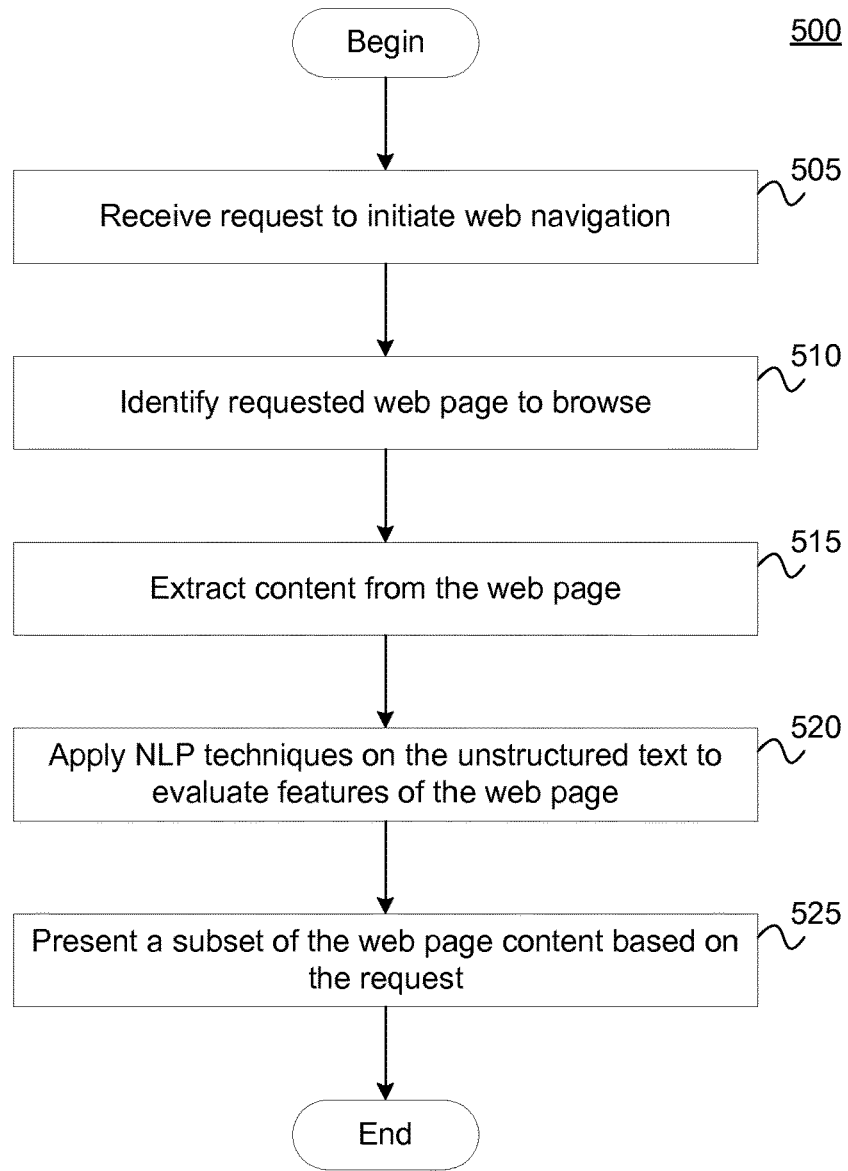 Begin
500
505
Receive request to initiate web navigation
510
Identify requested web page to browse
515
Extract content from the web page
520
Apply NLP techniques on the unstructured text to
evaluate features of the web page
525
Present a subset of the web page content based on
the request
End